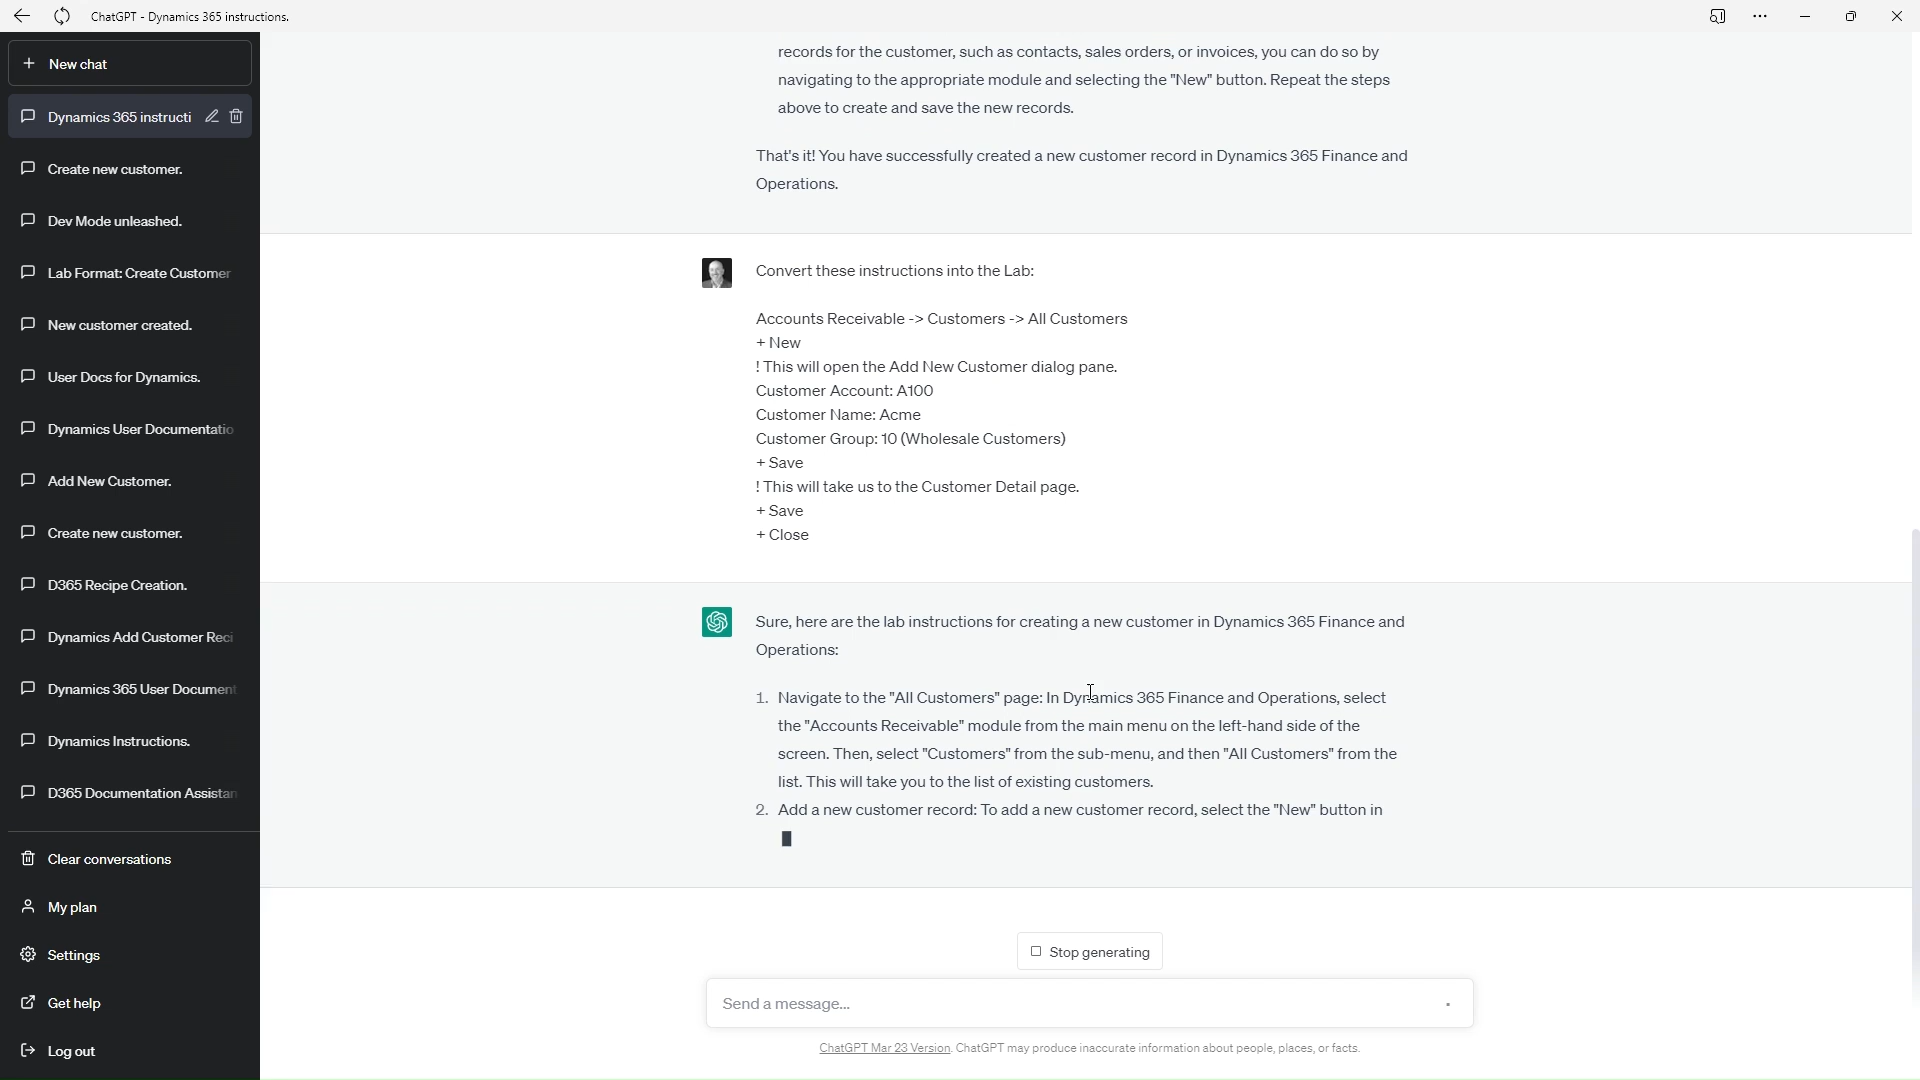 ChatGPT - Dynamics 365 instructions.
New chat
Dynamics 365 instructi
Create new customer.
Dev Mode unleashed.
Lab Format: Create Customer
New customer created.
User Docs for Dynamics.
Dynamics User Documentatio
Add New Customer.
Create new customer.
D365 Recipe Creation.
Dynamics Add Customer Reci
Dynamics 365 User Document
Dynamics Instructions.
D365 Documentation Assistan
Clear conversations
My plan
Settings
Get help
Log out
records for the customer, such as contacts, sales orders, or invoices, you can do so by
navigating to the appropriate module and selecting the "New" button. Repeat the steps
above to create and save the new records.
That's it! You have successfully created a new customer record in Dynamics 365 Finance and
Operations.
Convert these instructions into the Lab:
Accounts Receivable -> Customers -> All Customers
+ New
! This will open the Add New Customer dialog pane.
Customer Account: A100
Customer Name: Acme
Customer Group: 10 (Wholesale Customers)
+ Save
! This will take us to the Customer Detail page.
+ Save
+ Close
Sure, here are the lab instructions for creating a new customer in Dynamics 365 Finance and
Operations:
1. Navigate to the "All Customers" page: In Dynamics 365 Finance and Operations, select
the "Accounts Receivable" module from the main menu on the left-hand side of the
screen. Then, select "Customers" from the sub-menu, and then "All Customers" from the
list. This will take you to the list of existing customers.
2. Add a new customer record: To add a new customer record, select the "New" button in
Stop generating
Send a message...
ChatGPT Mar 23 Version. ChatGPT may produce inaccurate information about people, places, or facts.